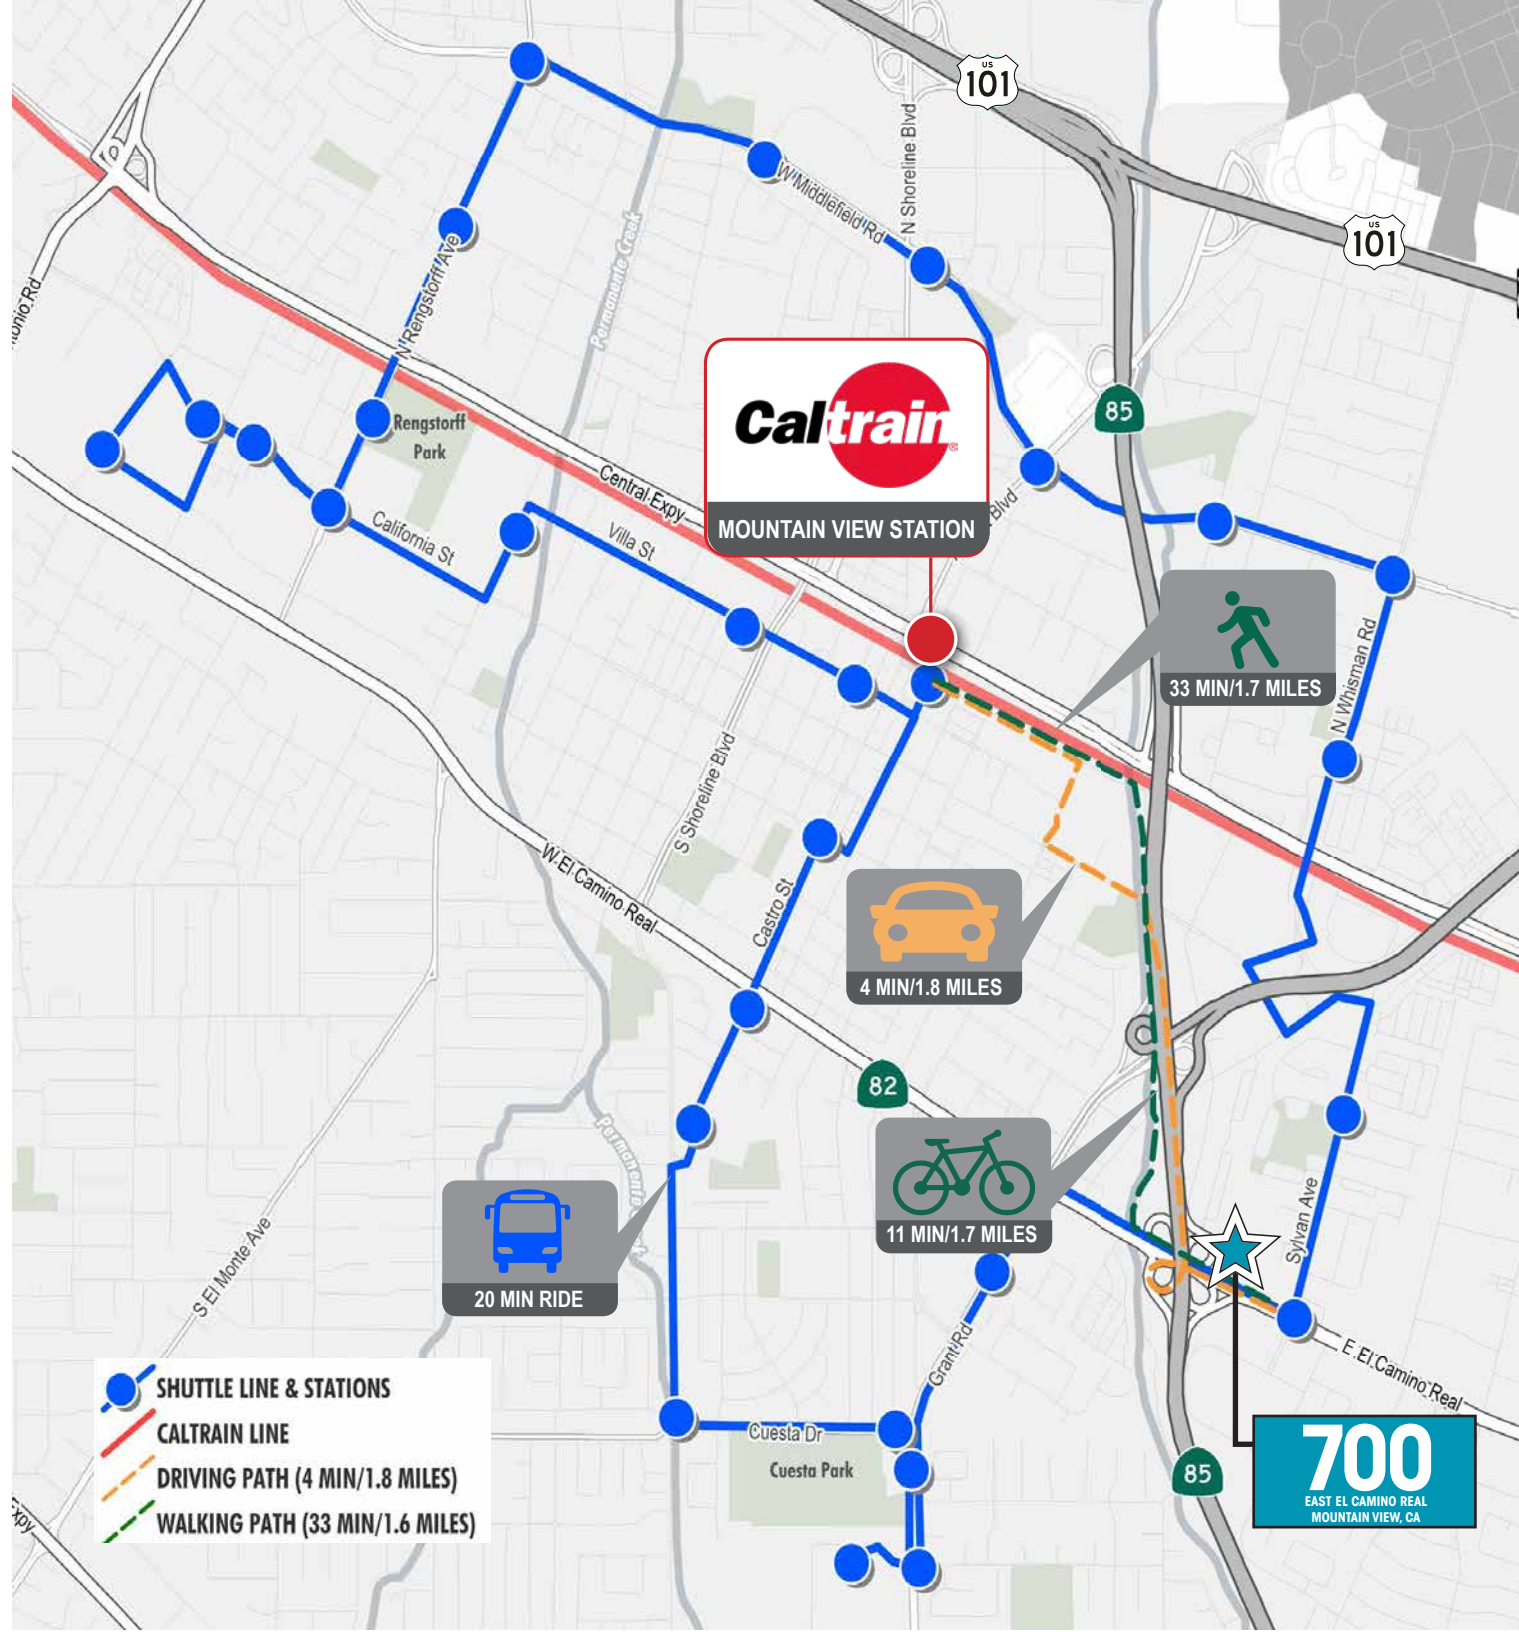 US
101
US
101
N Shoreline Blvd
W Middlefield Rd
Permanente Creek
N Rengstorff Ave
85
Caltrain
®
MOUNTAIN VIEW STATION
Rengstorff
Park
Central Expy
Blvd
California St
Villa St
33 MIN/1.7 MILES
N Whisman Rd
S Shoreline Blvd
W El Camino Real
Castro St
4 MIN/1.8 MILES
82
Permanente
11 MIN/1.7 MILES
20 MIN RIDE
S El Monte Ave
Sylvan Ave
Grant Rd
E El Camino Real
Cuesta Dr
Cuesta Park
85
SHUTTLE LINE & STATIONS
CALTRAIN LINE
DRIVING PATH (4 MIN/1.8 MILES)
WALKING PATH (33 MIN/1.6 MILES)
Expy
700
EAST EL CAMINO REAL
MOUNTAIN VIEW, CA